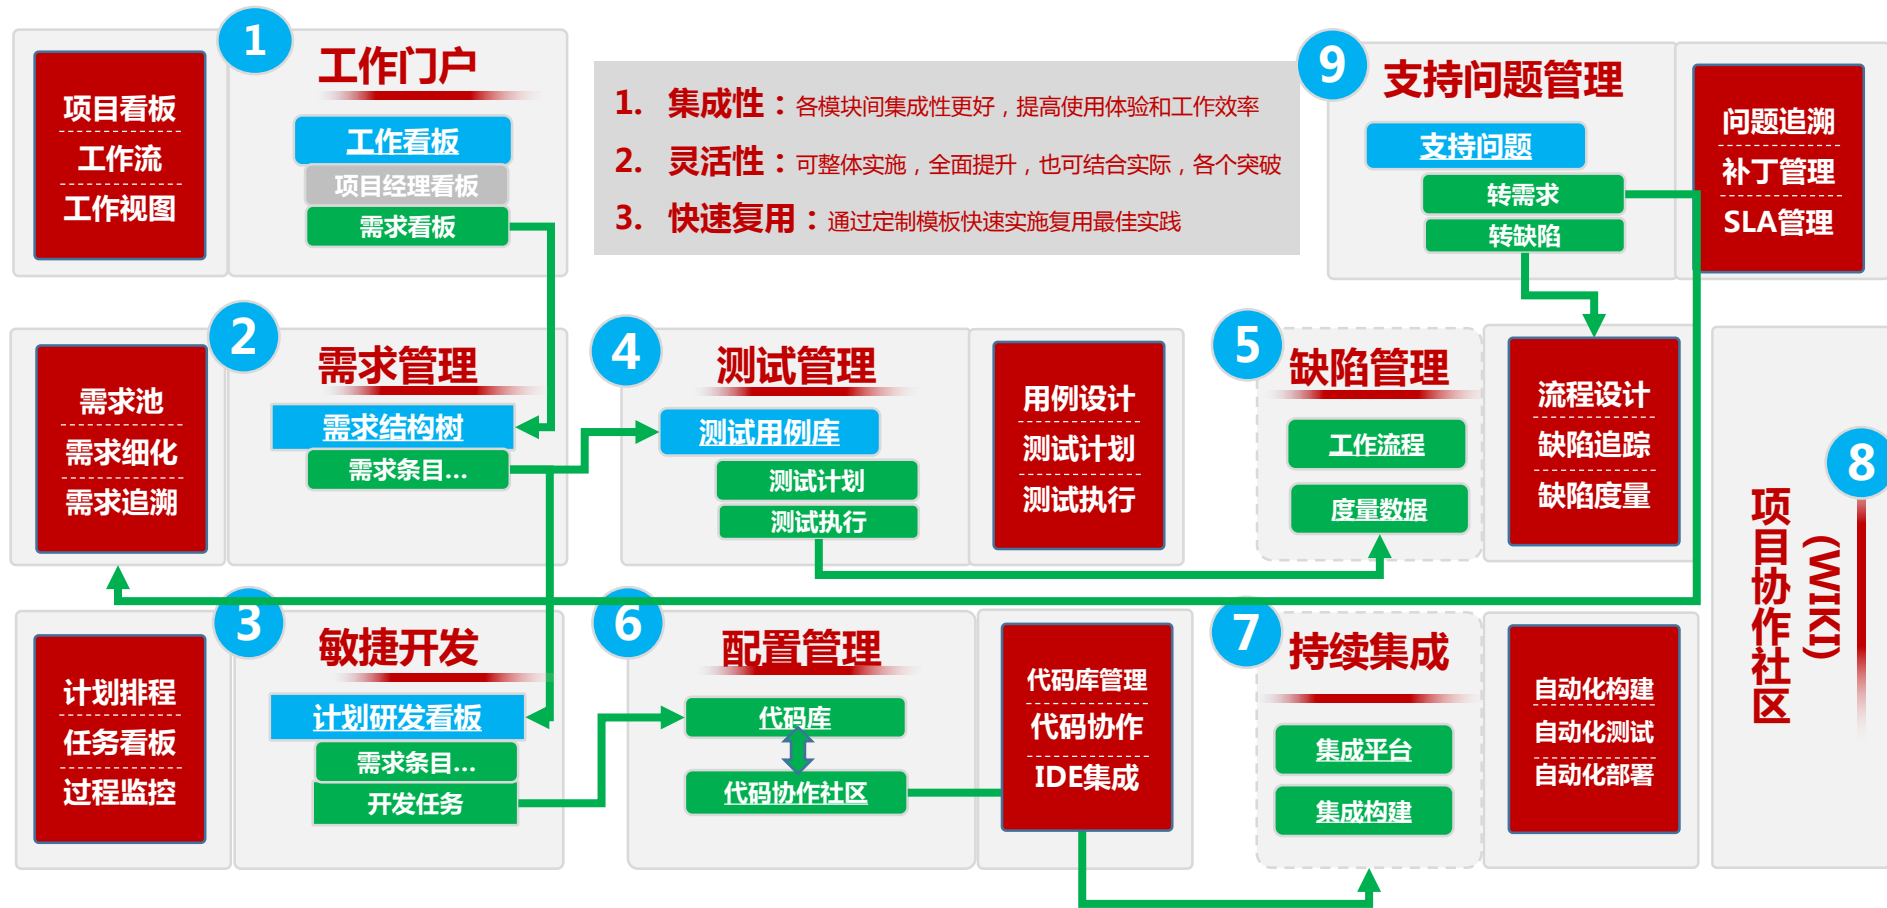 1
工作门户
项目看板
工作流
工作视图
工作看板
项目经理看板
需求看板
1. 集成性：各模块间集成性更好，提高使用体验和工作效率
2. 灵活性：可整体实施，全面提升，也可结合实际，各个突破
3. 快速复用：通过定制模板快速实施复用最佳实践
9
支持问题管理
支持问题
转需求
转缺陷
问题追溯
补丁管理
SLA管理
2
需求管理
需求池
需求细化
需求追溯
需求结构树
需求条目...
4
测试管理
测试用例库
测试计划
测试执行
用例设计
测试计划
测试执行
5
缺陷管理
工作流程
度量数据
流程设计
缺陷追踪
缺陷度量
8
项目协作社区
(WIKI)
3
敏捷开发
计划排程
任务看板
过程监控
计划研发看板
需求条目...
开发任务
6
配置管理
代码库
代码协作社区
代码库管理
代码协作
IDE集成
7
持续集成
集成平台
集成构建
自动化构建
自动化测试
自动化部署